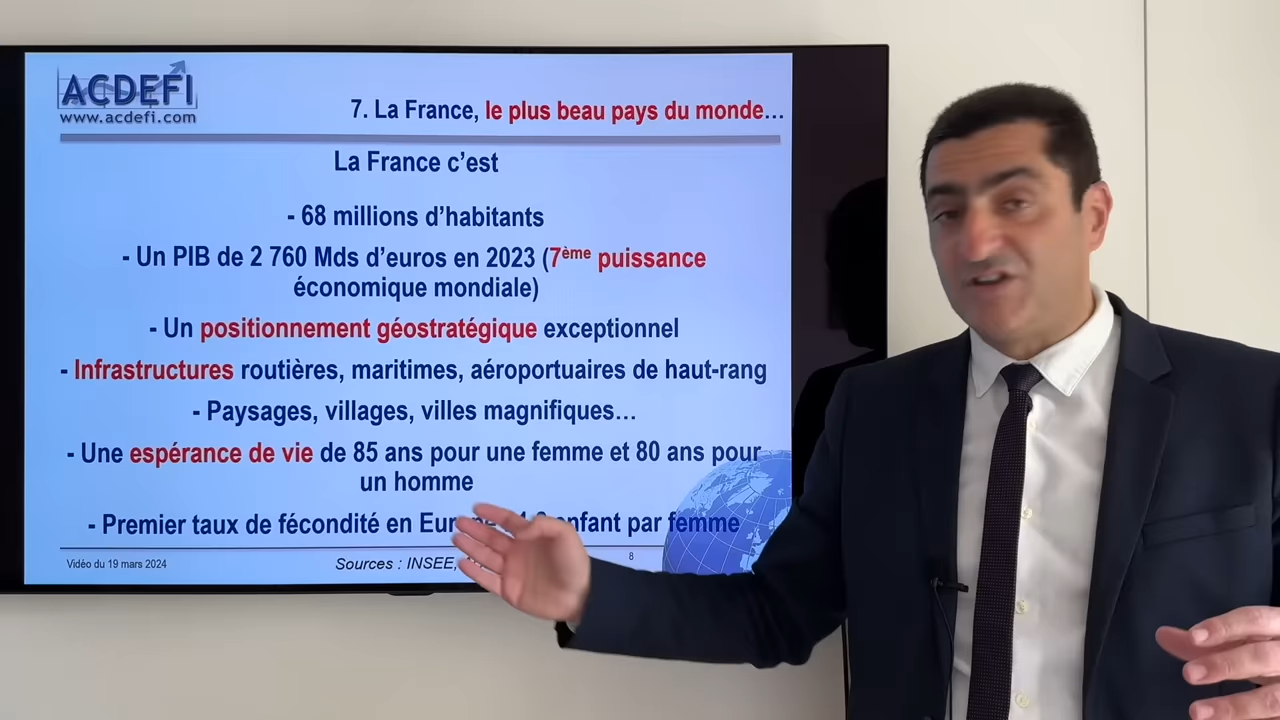 ACDEFI
www.acdefi.com
7. La France, le plus beau pays du monde…
La France c’est
- 68 millions d’habitants
- Un PIB de 2 760 Mds d’euros en 2023 (7ème puissance
économique mondiale)
- Un positionnement géostratégique exceptionnel
- Infrastructures routières, maritimes, aéroportuaires de haut-rang
- Paysages, villages, villes magnifiques…
- Une espérance de vie de 85 ans pour une femme et 80 ans pour
un homme
- Premier taux de fécondité en enfant par femme
Vidéo du 19 mars 2024
Sources : INSEE,
8